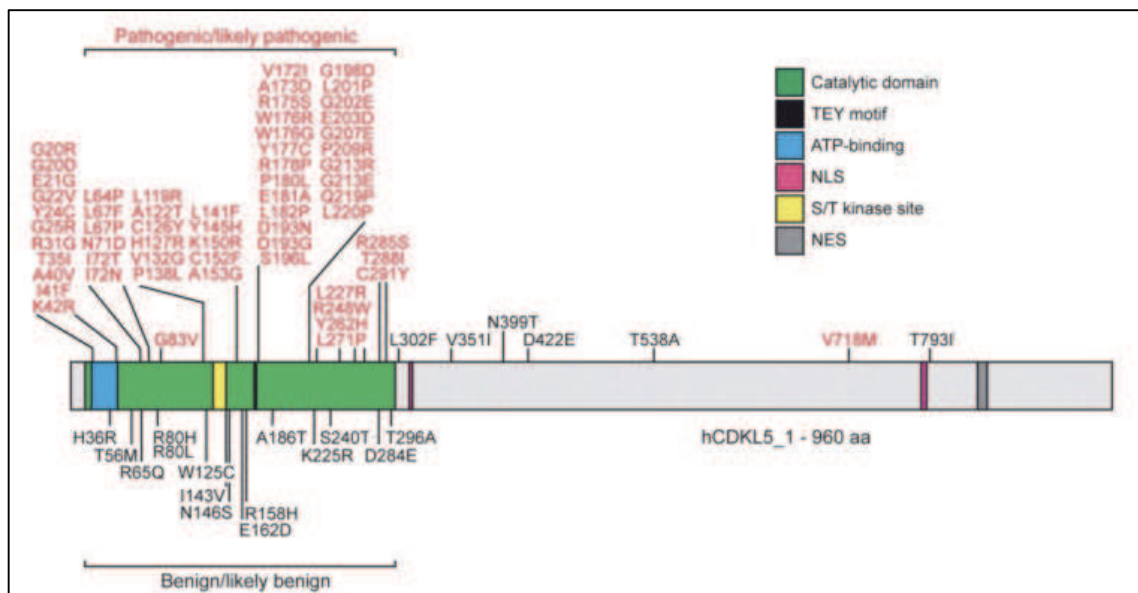 Pathogenic/likely pathogenic
V172I G198D
A173D L201P
R175S G202E
W176R E203D
W176G G207E
Y177C P209R
R178P G213R
P180L G213E
E181A Q219P
L182P L220P
D193N
D193G
S196L
G20R
G20D
E21G
G22V L64P L119R
Y24C L67F A122T L141F
G25R L67P C126Y Y145H
R31G N71D H127R K150R
T35I I72T V132G C152F
A40V I72N P138L A153G
I41F
K42R
G83V
R285S
T288I
C291Y
L227R
R248W
Y262H
L271P
L302F
V351I
N399T
D422E
T538A
V718M
T793I
Catalytic domain
TEY motif
ATP-binding
NLS
S/T kinase site
NES
H36R
T56M
R65Q
R80H
R80L
W125C
I143V
N146S
R158H
E162D
A186T
S240T
K225R
T296A
D284E
hCDKL5_1 - 960 aa
Benign/likely benign